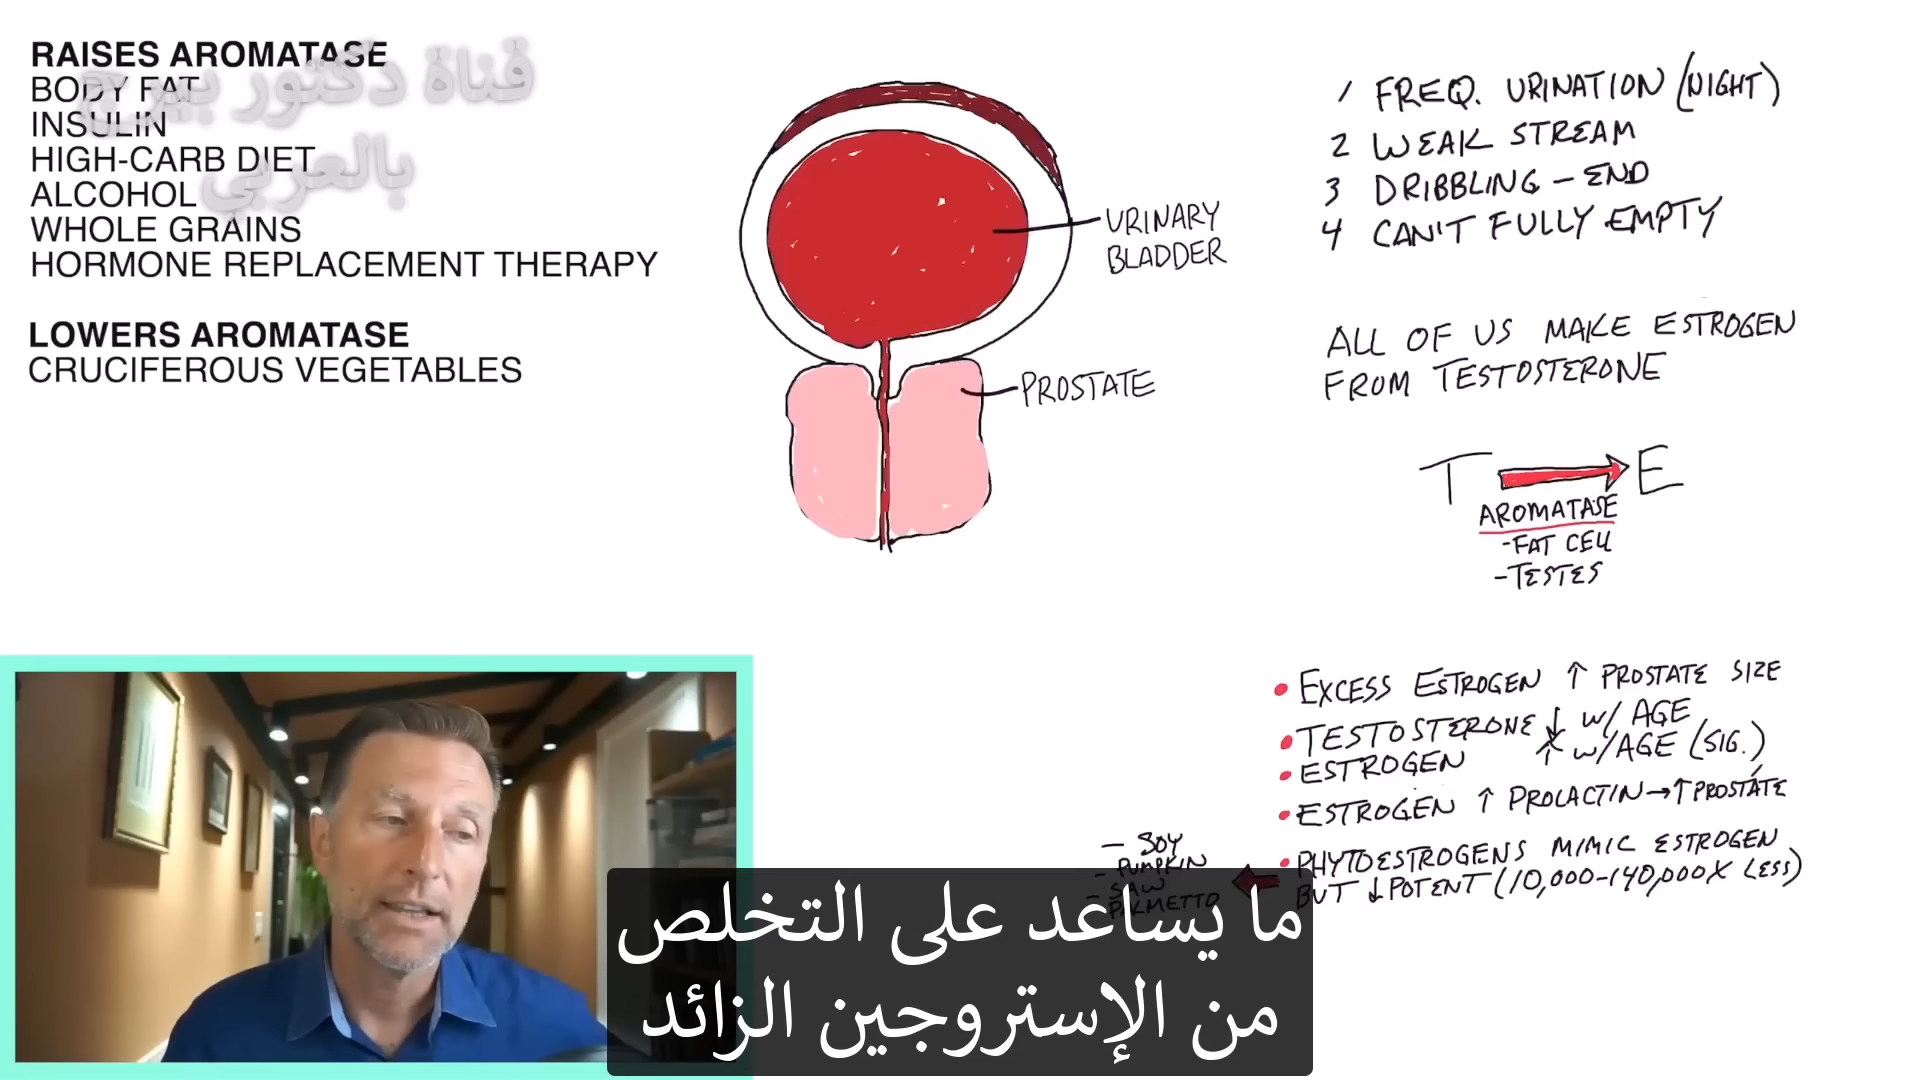 RAISES AROMATASE
BODY FAT
INSULIN
HIGH-CARB DIET
ALCOHOL
WHOLE GRAINS
HORMONE REPLACEMENT THERAPY
LOWERS AROMATASE
CRUCIFEROUS VEGETABLES
قناة دكتور بيرج
بالعربي
URINARY
BLADDER
PROSTATE
1 FREQ. URINATION (NIGHT)
2 WEAK STREAM
3 DRIBBLING - END
4 CAN'T FULLY EMPTY
ALL OF US MAKE ESTROGEN
FROM TESTOSTERONE
T → E
AROMATASE
-FAT CELL
-TESTES
• EXCESS ESTROGEN ↑ PROSTATE SIZE
• TESTOSTERONE ↓ W/ AGE
• ESTROGEN ↑ W/AGE (SIG.)
• ESTROGEN ↑ PROLACTIN → ↑ PROSTATE
• PHYTOESTROGENS MIMIC ESTROGEN
BUT ↓ POTENT (10,000-140,000X LESS)
- SOY
- PUMPKIN
- SAW
PALMETTO
ما يساعد على التخلص
من الإستروجين الزائد